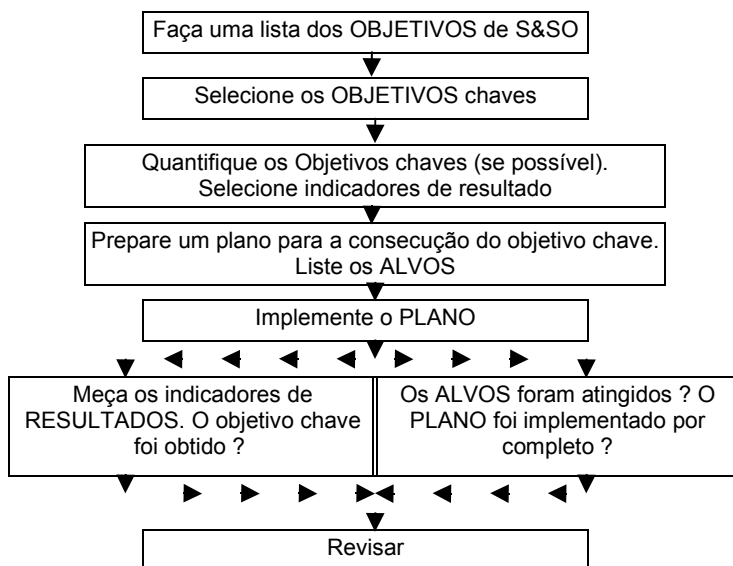 Faça uma lista dos OBJETIVOS de S&SO
Selecione os OBJETIVOS chaves
Quantifique os Objetivos chaves (se possível).
Selecione indicadores de resultado
Prepare um plano para a consecução do objetivo chave.
Liste os ALVOS
Implemente o PLANO
Meça os indicadores de
RESULTADOS. O objetivo chave
foi obtido ?
Os ALVOS foram atingidos ? O
PLANO foi implementado por
completo ?
Revisar